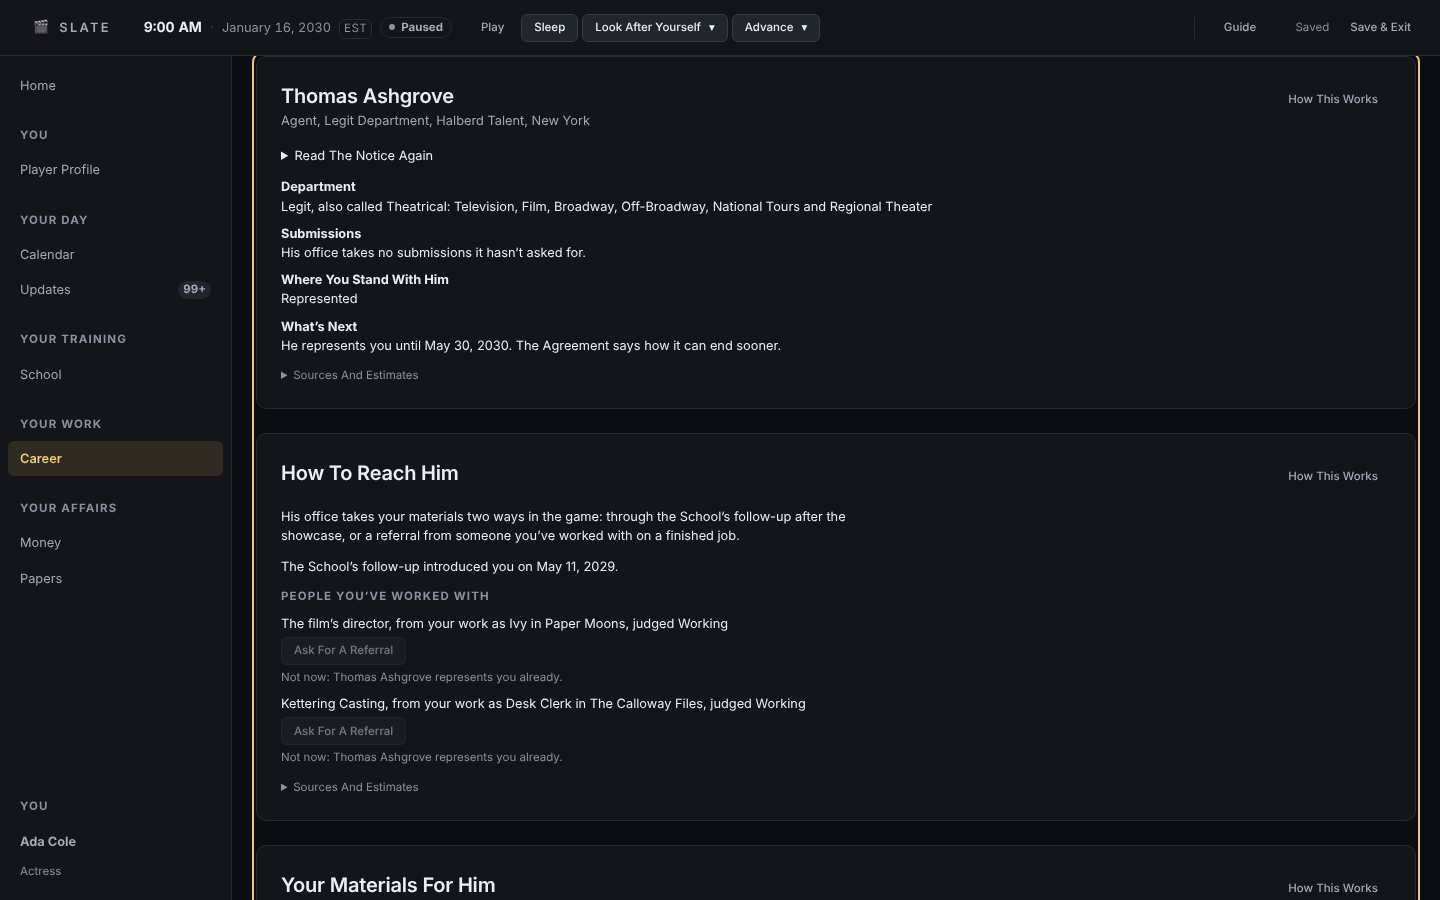 SLATE
9:00 AM · January 16, 2030 EST Paused Play Sleep Look After Yourself ▾ Advance ▾ Guide Saved Save & Exit
Home
YOU
Player Profile
YOUR DAY
Calendar
Updates 99+
YOUR TRAINING
School
YOUR WORK
Career
YOUR AFFAIRS
Money
Papers
YOU
Ada Cole
Actress
Thomas Ashgrove
How This Works
Agent, Legit Department, Halberd Talent, New York
Read The Notice Again
Department
Legit, also called Theatrical: Television, Film, Broadway, Off-Broadway, National Tours and Regional Theater
Submissions
His office takes no submissions it hasn’t asked for.
Where You Stand With Him
Represented
What’s Next
He represents you until May 30, 2030. The Agreement says how it can end sooner.
Sources And Estimates
How To Reach Him
How This Works
His office takes your materials two ways in the game: through the School’s follow-up after the
showcase, or a referral from someone you’ve worked with on a finished job.
The School’s follow-up introduced you on May 11, 2029.
PEOPLE YOU’VE WORKED WITH
The film’s director, from your work as Ivy in Paper Moons, judged Working
Ask For A Referral
Not now: Thomas Ashgrove represents you already.
Kettering Casting, from your work as Desk Clerk in The Calloway Files, judged Working
Ask For A Referral
Not now: Thomas Ashgrove represents you already.
Sources And Estimates
Your Materials For Him
How This Works